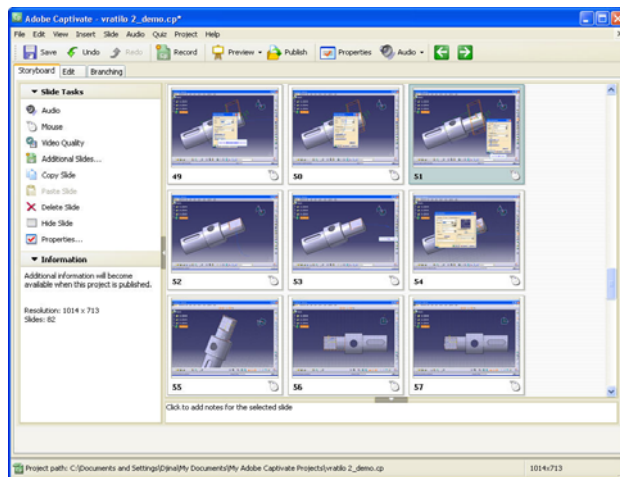 Adobe Captivate - vratilo 2_demo.cp*
File Edit View Insert Slide Audio Quiz Project Help
Save Undo Redo Record Preview Publish Properties Audio
Storyboard Edit Branching
Slide Tasks
Audio
Mouse
Video Quality
Additional Slides...
Copy Slide
Paste Slide
Delete Slide
Hide Slide
Properties...
Information
Additional information will become
available when this project is published.
Resolution: 1014 x 713
Slides: 82
49 50 51
52 53 54
55 56 57
Click to add notes for the selected slide
Project path: C:\Documents and Settings\Djina\My Documents\My Adobe Captivate Projects\vratilo 2_demo.cp 1014x713